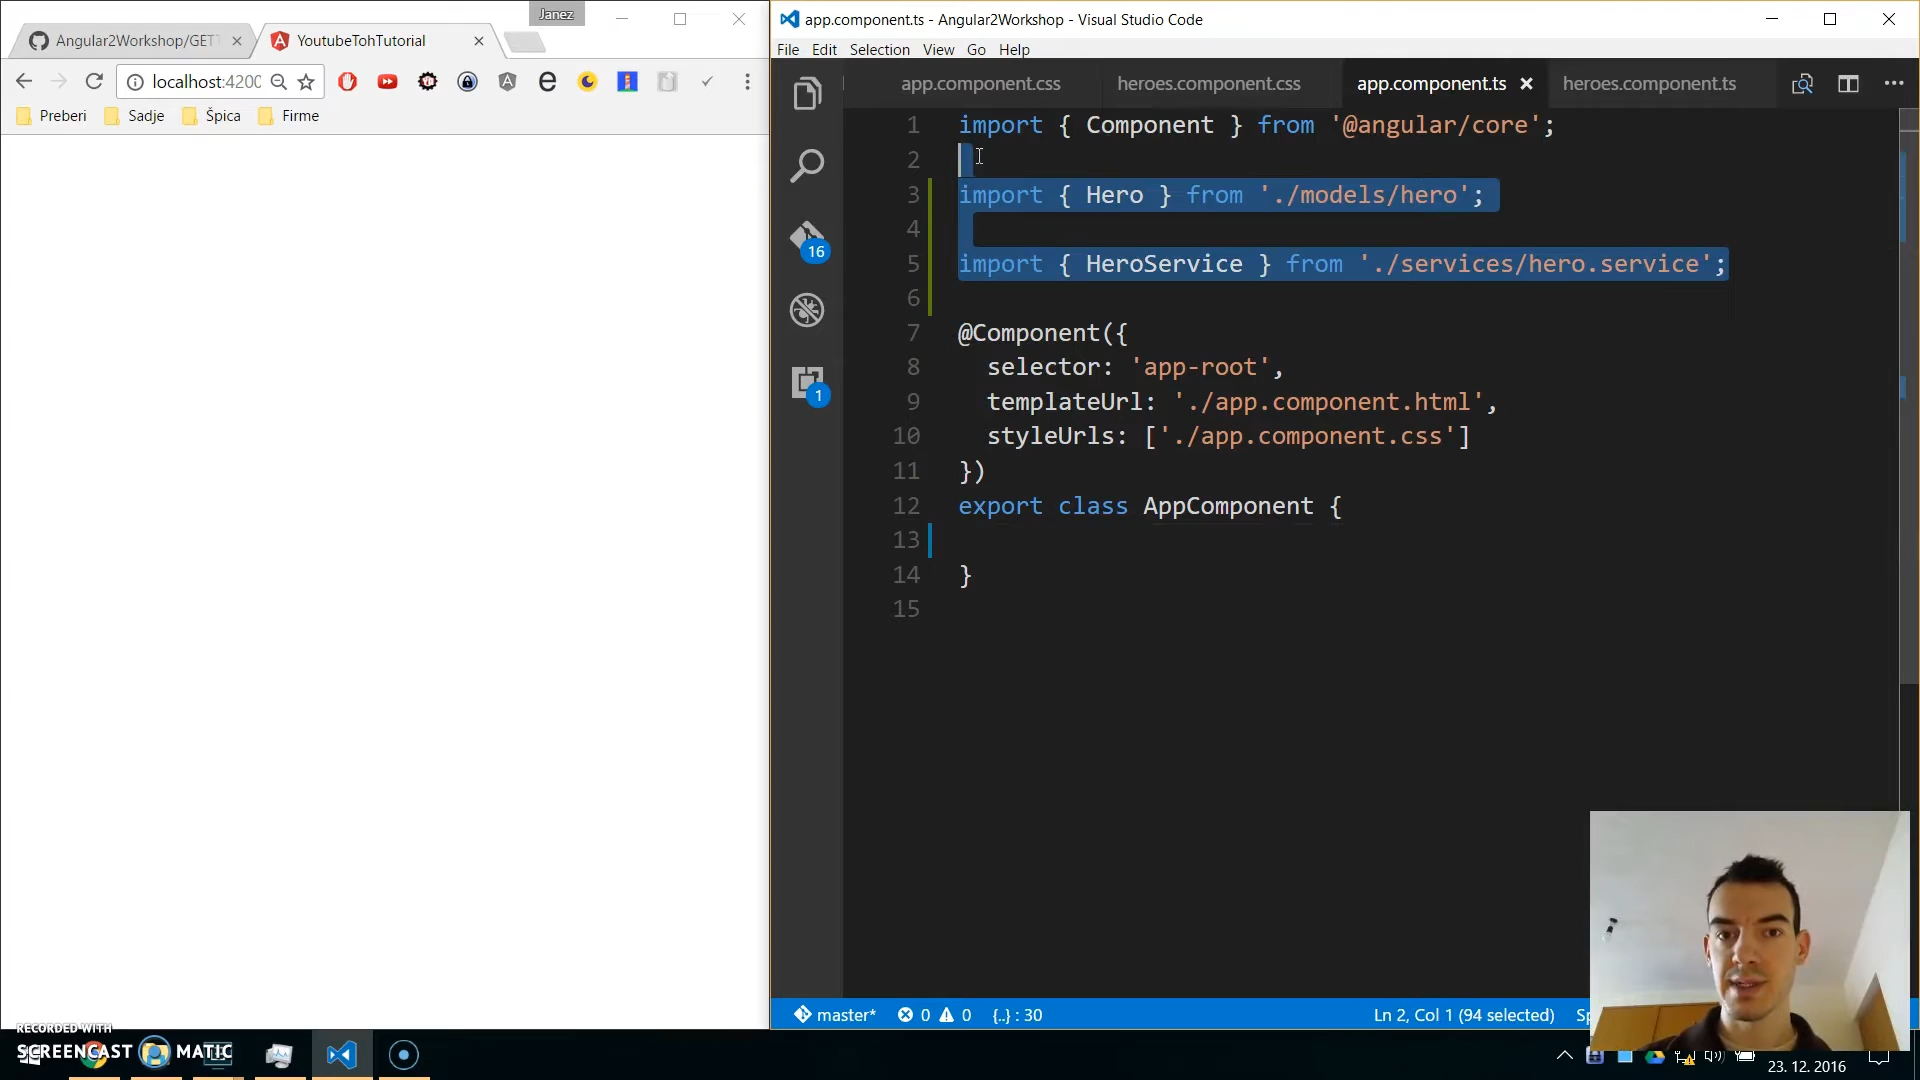 Janez
Angular2Workshop/GET
YoutubeTohTutorial
localhost:4200
Preberi
Sadje
Špica
Firme
app.component.ts - Angular2Workshop - Visual Studio Code
File Edit Selection View Go Help
app.component.css
heroes.component.css
app.component.ts
heroes.component.ts
16
1
1 import { Component } from '@angular/core';
2
3 import { Hero } from './models/hero';
4
5 import { HeroService } from './services/hero.service';
6
7 @Component({
8 selector: 'app-root',
9 templateUrl: './app.component.html',
10 styleUrls: ['./app.component.css']
11 })
12 export class AppComponent {
13
14 }
15
master* 0 0 {..} : 30
Ln 2, Col 1 (94 selected)
RECORDED WITH
SCREENCAST MATIC
23. 12. 2016